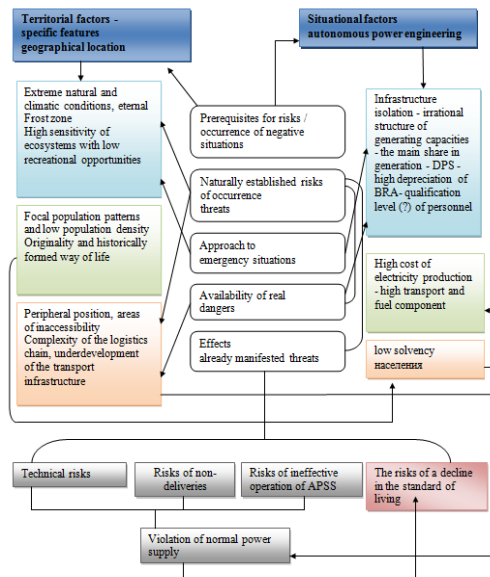 Territorial factors -
specific features
geographical location
Situational factors
autonomous power engineering
Extreme natural and
climatic conditions, eternal
Frost zone
High sensitivity of
ecosystems with low
recreational opportunities
Prerequisites for risks /
occurrence of negative
situations
Infrastructure
isolation - irrational
structure of
generating capacities
- the main share in
generation - DPS -
high depreciation of
BRA- qualification
level (?) of personnel
Naturally established risks
of occurrence
threats
Focal population patterns
and low population density
Originality and historically
formed way of life
Approach to
emergency situations
High cost of
electricity production
- high transport and
fuel component
Availability of real
dangers
Peripheral position, areas
of inaccessibility
Complexity of the logistics
chain, underdevelopment
of the transport
infrastructure
Effects
already manifested threats
low solvency
населения
Technical risks
Risks of non-
deliveries
Risks of ineffective
operation of APSS
The risks of a decline
in the standard of
living
Violation of normal power
supply